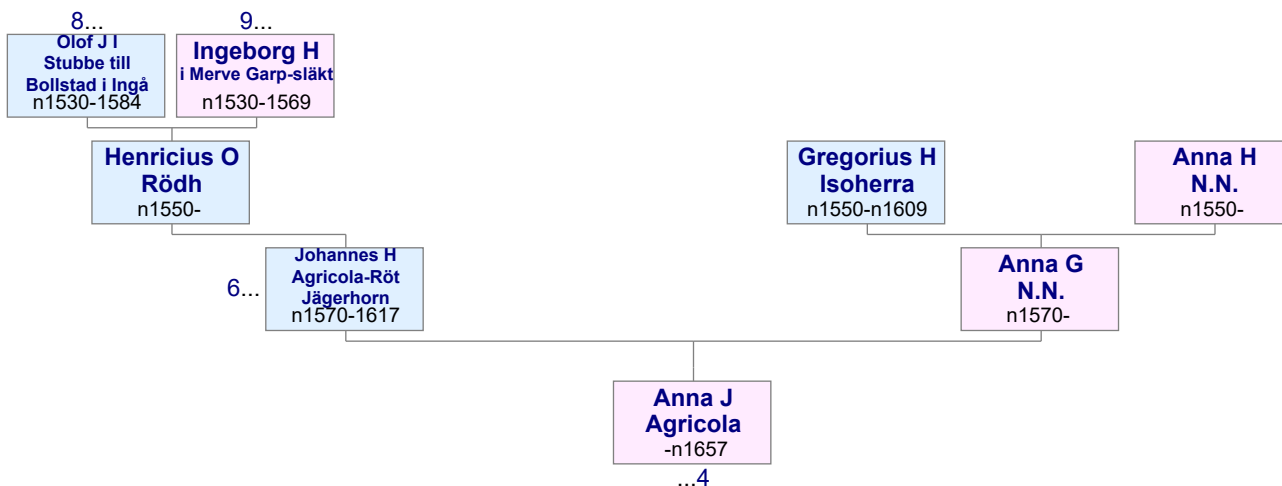 8...
9...
Olof J I
Stubbe till
Bollstad i Ingå
n1530-1584
Ingeborg H
i Merve Garp-släkt
n1530-1569
Henricius O
Rödh
n1550-
Gregorius H
Isoherra
n1550-n1609
Anna H
N.N.
n1550-
6...
Johannes H
Agricola-Röt
Jägerhorn
n1570-1617
Anna G
N.N.
n1570-
Anna J
Agricola
-n1657
...4